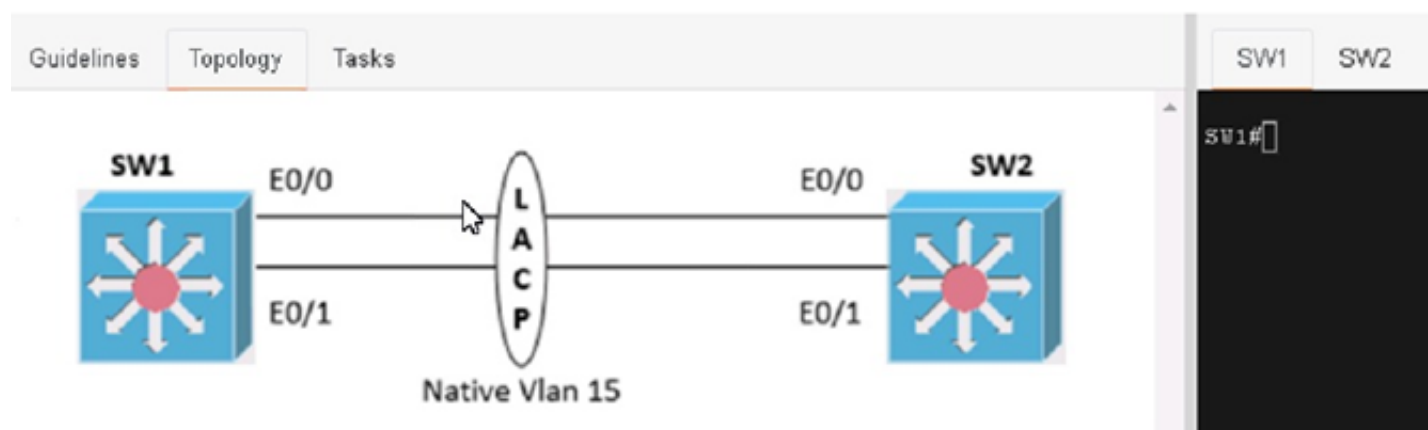 Guidelines Topology Tasks SW1 SW2
SW1#
SW1 SW2
E0/0 E0/0
L
A
C
P
E0/1 E0/1
Native Vlan 15